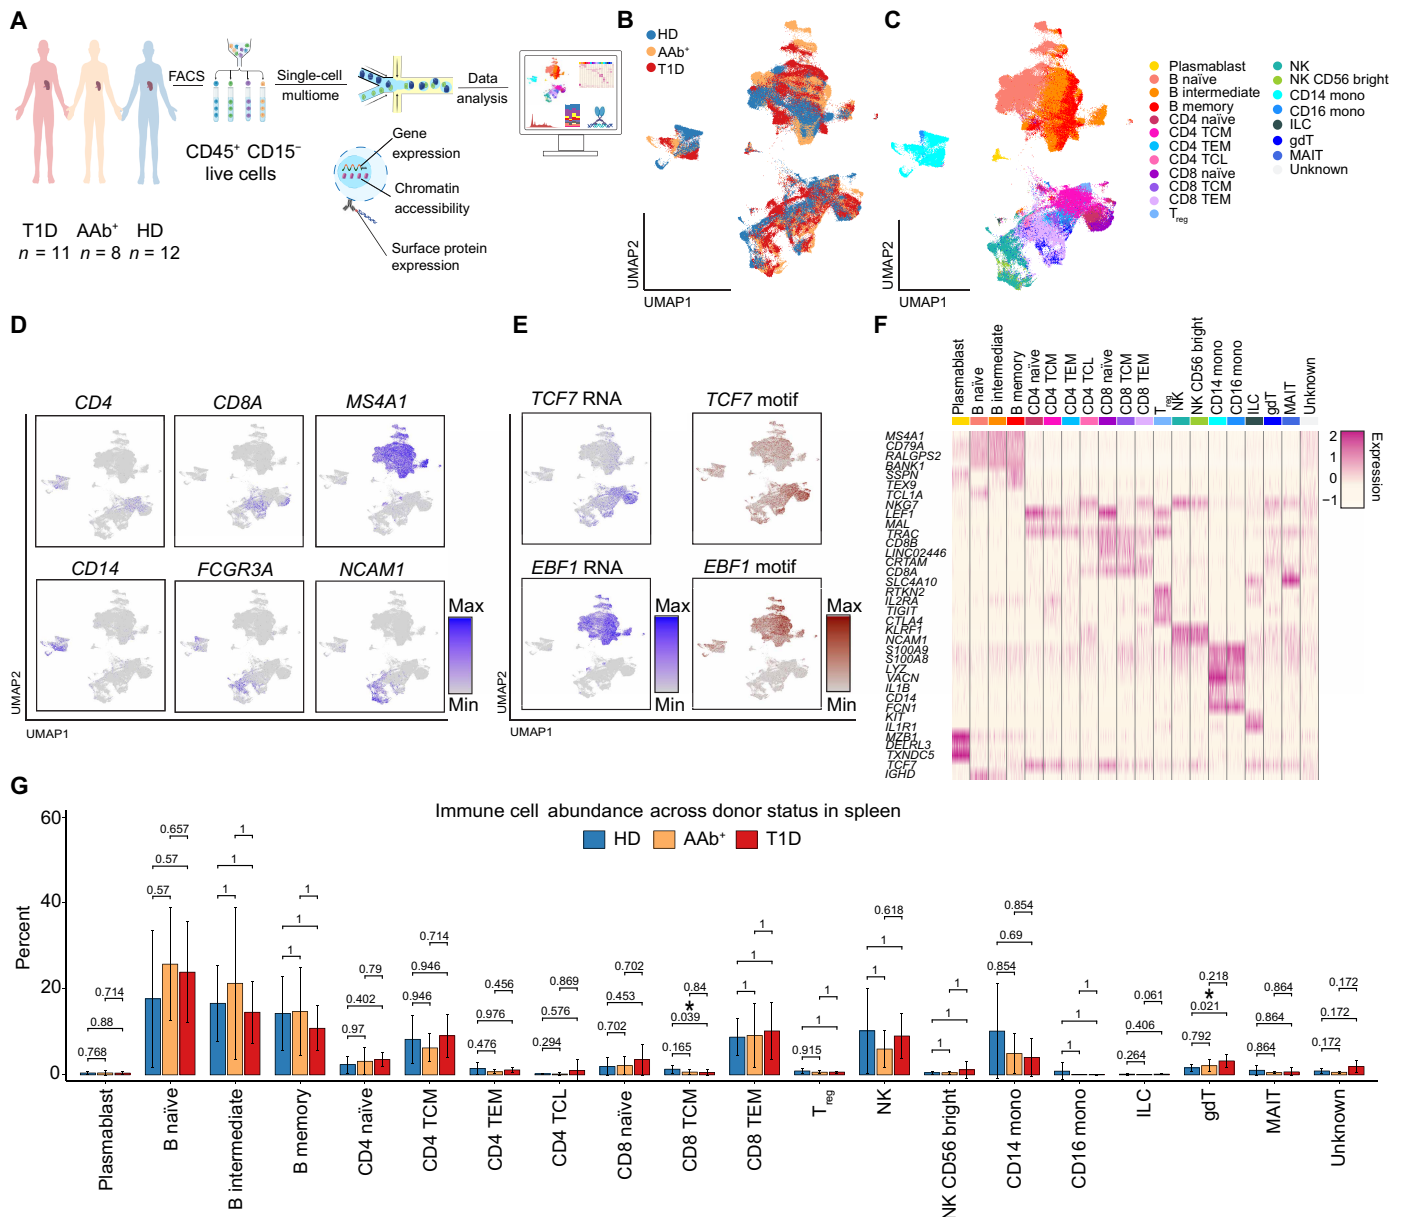 A
FACS
Single-cell
multiome
Data
analysis
CD45⁺ CD15⁻
live cells
Gene
expression
Chromatin
accessibility
Surface protein
expression
T1D AAb⁺ HD
n = 11 n = 8 n = 12
B
HD
AAb⁺
T1D
UMAP2
UMAP1
C
Plasmablast
B naïve
B intermediate
B memory
CD4 naïve
CD4 TCM
CD4 TEM
CD4 TCL
CD8 naïve
CD8 TCM
CD8 TEM
Treg
NK
NK CD56 bright
CD14 mono
CD16 mono
ILC
gdT
MAIT
Unknown
UMAP2
UMAP1
D
CD4 CD8A MS4A1
CD14 FCGR3A NCAM1
Max
Min
UMAP2
UMAP1
E
TCF7 RNA TCF7 motif
EBF1 RNA EBF1 motif
Max Max
Min Min
UMAP2
UMAP1
F
Plasmablast
B naïve
B intermediate
B memory
CD4 naïve
CD4 TCM
CD4 TEM
CD4 TCL
CD8 naïve
CD8 TCM
CD8 TEM
Treg
NK
NK CD56 bright
CD14 mono
CD16 mono
ILC
gdT
MAIT
Unknown
MS4A1
CD79A
RALGPS2
BANK1
SSPN
TEX9
TCL1A
NKG7
LEF1
MAL
TRAC
CD8B
LINC02446
CRTAM
CD8A
SLC4A10
RTKN2
IL2RA
TIGIT
CTLA4
KLRF1
NCAM1
S100A9
S100A8
LYZ
VACN
IL1B
CD14
FCN1
KIT
IL1R1
MZB1
DELRL3
TXNDC5
TCF7
IGHD
2
1
0
−1
Expression
G
Immune cell abundance across donor status in spleen
HD AAb⁺ T1D
Percent
60
40
20
0
0.714
0.88
0.768
0.657
0.57
0.57
1
1
1
1
1
1
0.79
0.402
0.97
0.714
0.946
0.946
0.456
0.976
0.476
0.869
0.576
0.294
0.702
0.453
0.702
0.84
*
0.039
0.165
1
1
1
1
1
0.915
0.618
1
1
1
1
1
0.854
0.69
0.854
1
1
1
0.061
0.406
0.264
0.218
*
0.021
0.792
0.864
0.864
0.864
0.172
0.172
0.172
Plasmablast
B naïve
B intermediate
B memory
CD4 naïve
CD4 TCM
CD4 TEM
CD4 TCL
CD8 naïve
CD8 TCM
CD8 TEM
Treg
NK
NK CD56 bright
CD14 mono
CD16 mono
ILC
gdT
MAIT
Unknown